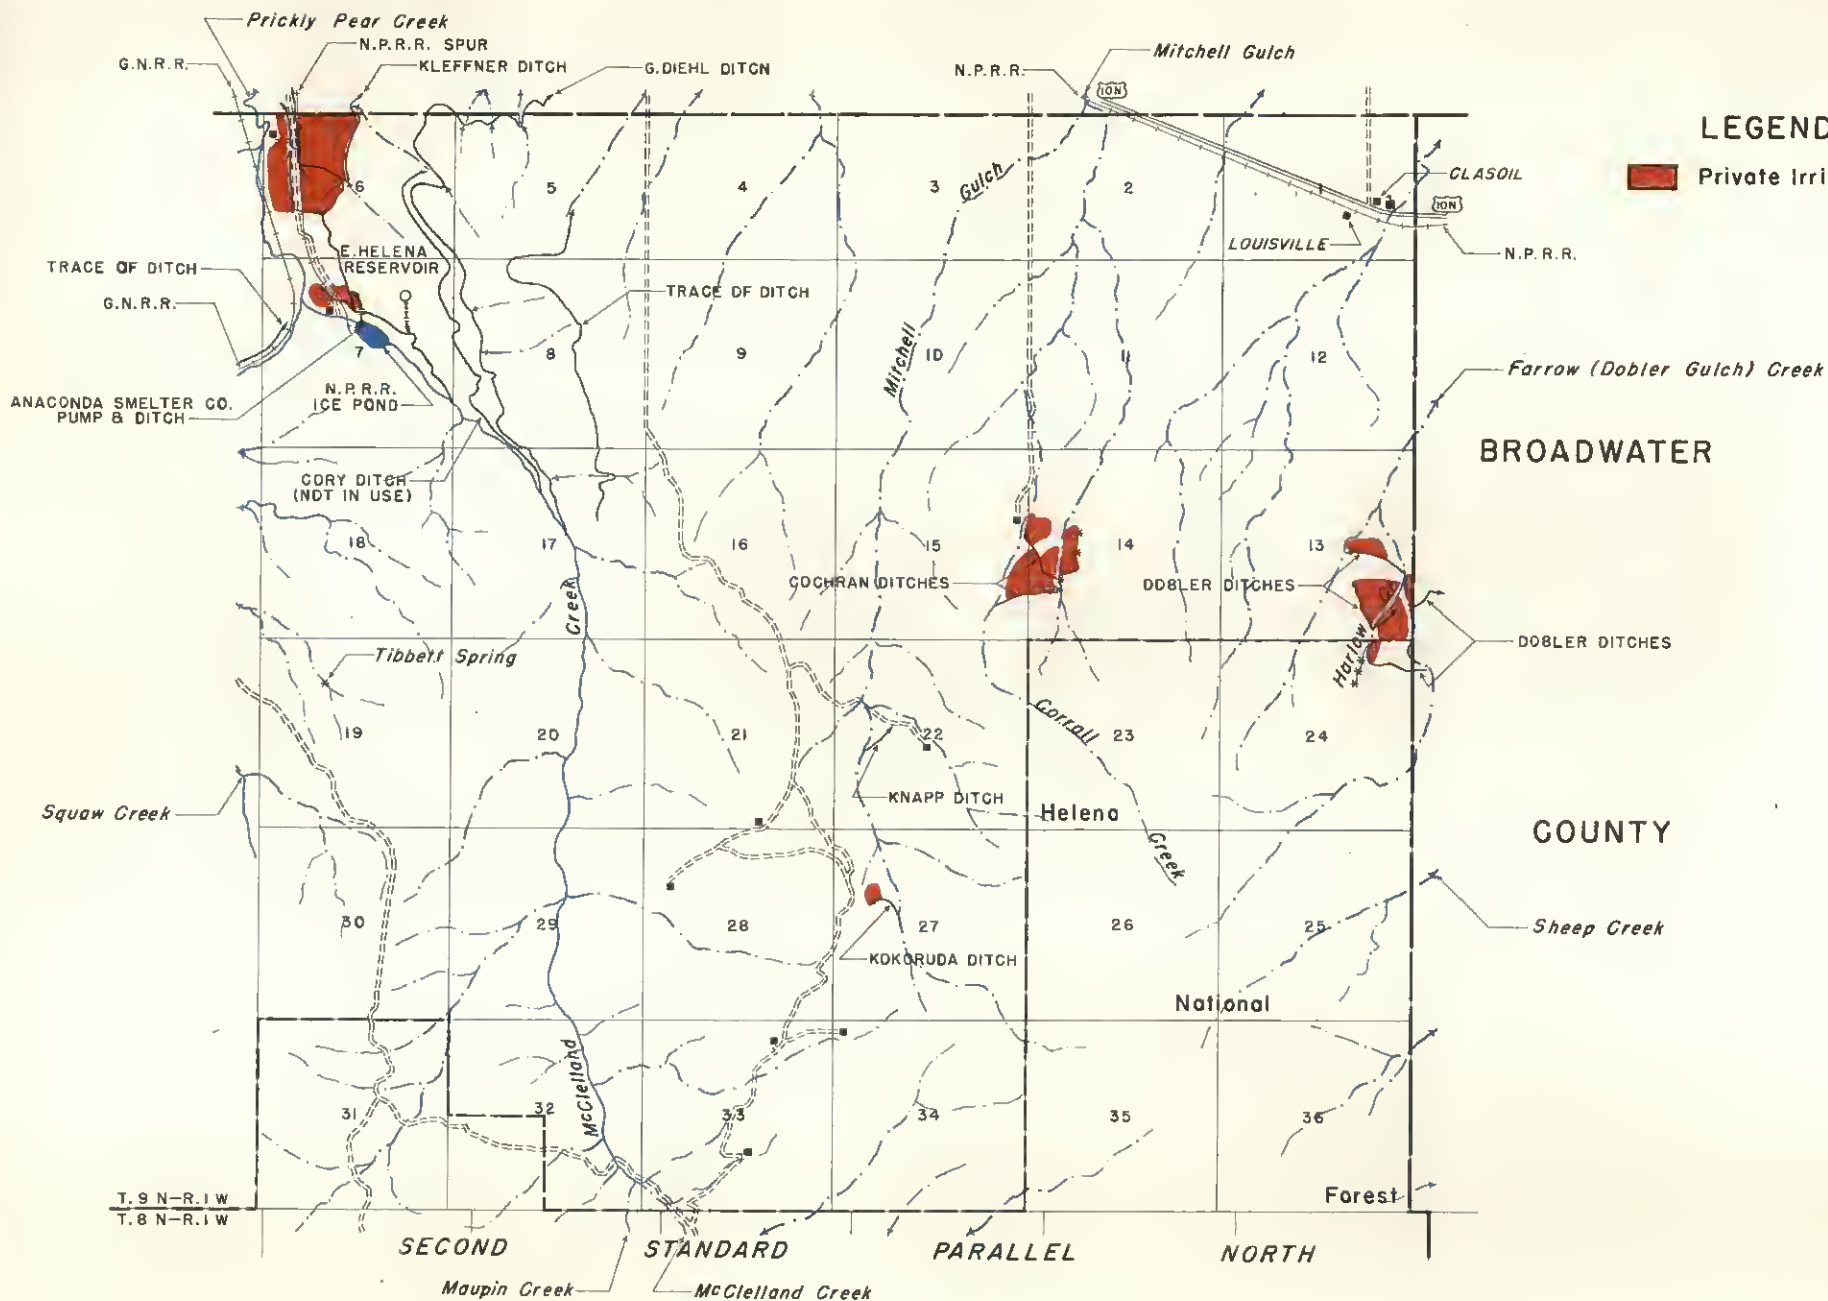 Prickly Pear Creek
N.P.R.R. SPUR
G.N.R.R.
KLEFFNER DITCH
G.DIEHL DITCH
N.P.R.R.
Mitchell Gulch
10N
LEGEND
Private Irri
6
5
4
3
Gulch
2
1
CLASOIL
10N
LOUISVILLE
N.P.R.R.
E.HELENA
RESERVOIR
TRACE OF DITCH
G.N.R.R.
TRACE OF DITCH
7
8
9
Mitchell
10
11
12
Farrow (Dobler Gulch) Creek
ANACONDA SMELTER CO.
PUMP & DITCH
N.P.R.R.
ICE POND
BROADWATER
CORY DITCH
(NOT IN USE)
18
17
16
15
14
13
COCHRAN DITCHES
DOBLER DITCHES
Creek
DOBLER DITCHES
Harlow
Tibbett Spring
19
20
21
22
Corrall
23
24
Squaw Creek
KNAPP DITCH
Helena
COUNTY
Creek
30
29
28
27
26
25
Sheep Creek
KOKORUDA DITCH
National
McClelland
31
32
33
34
35
36
T.9 N–R.1 W
T.8 N–R.1 W
Forest
SECOND STANDARD PARALLEL NORTH
Maupin Creek
McClelland Creek